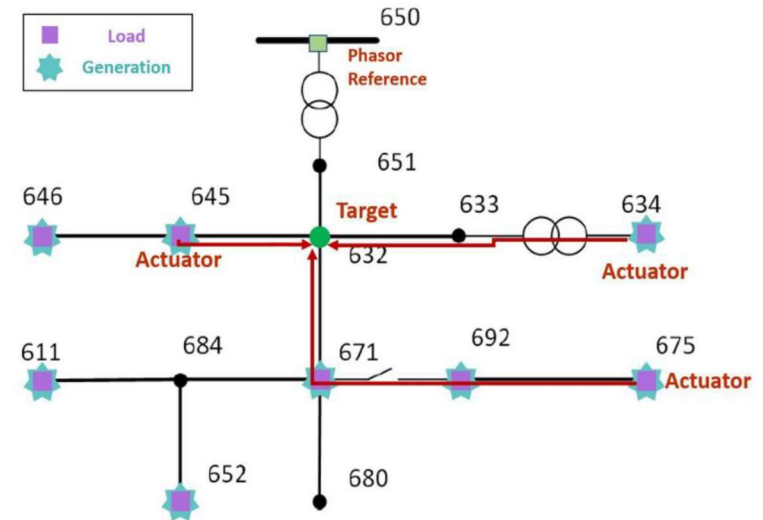 650
Load
Generation
Phasor
Reference
651
646
645
Target
633
634
632
Actuator
Actuator
611
684
671
692
675
Actuator
652
680